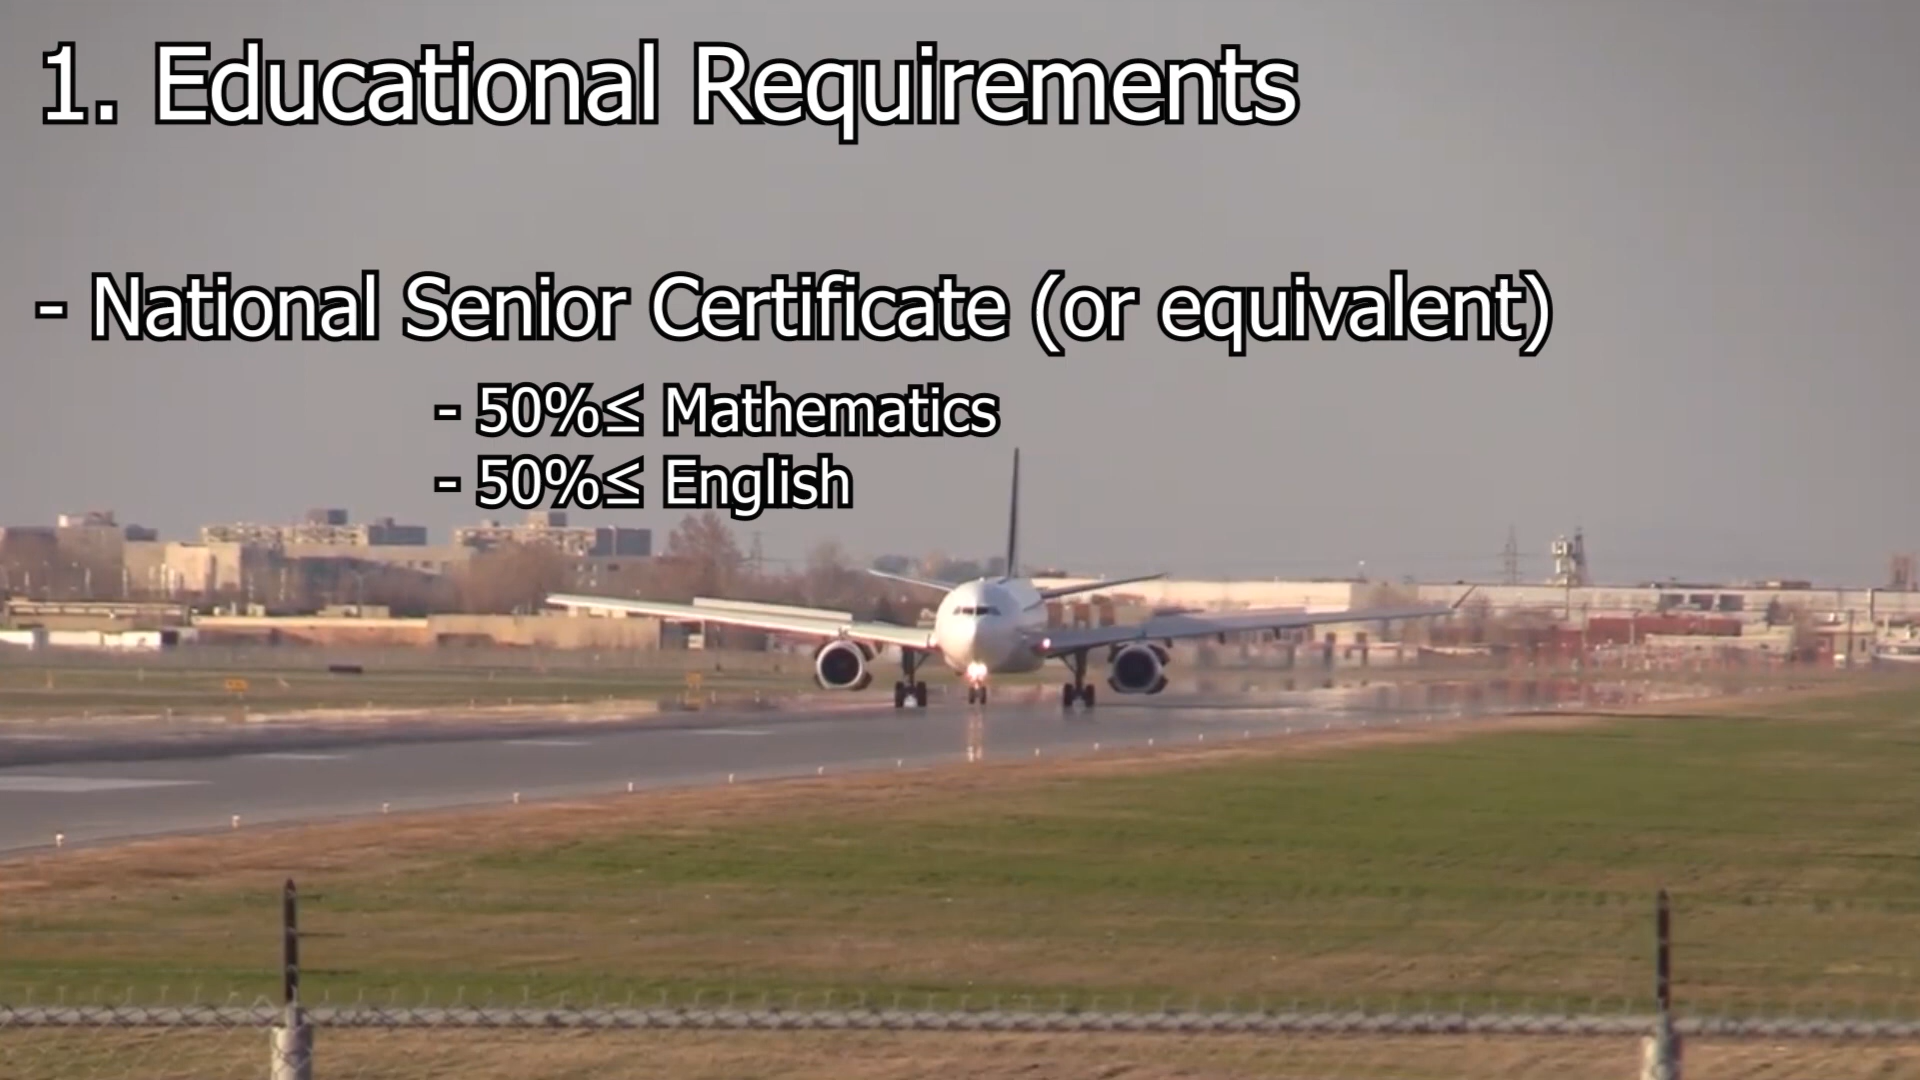 1. Educational Requirements
- National Senior Certificate (or equivalent)
- 50%≤ Mathematics
- 50%≤ English